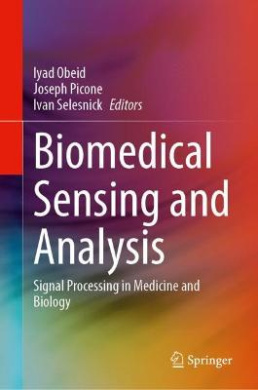 Iyad Obeid
Joseph Picone
Ivan Selesnick Editors
Biomedical
Sensing and
Analysis
Signal Processing in Medicine and
Biology
Springer